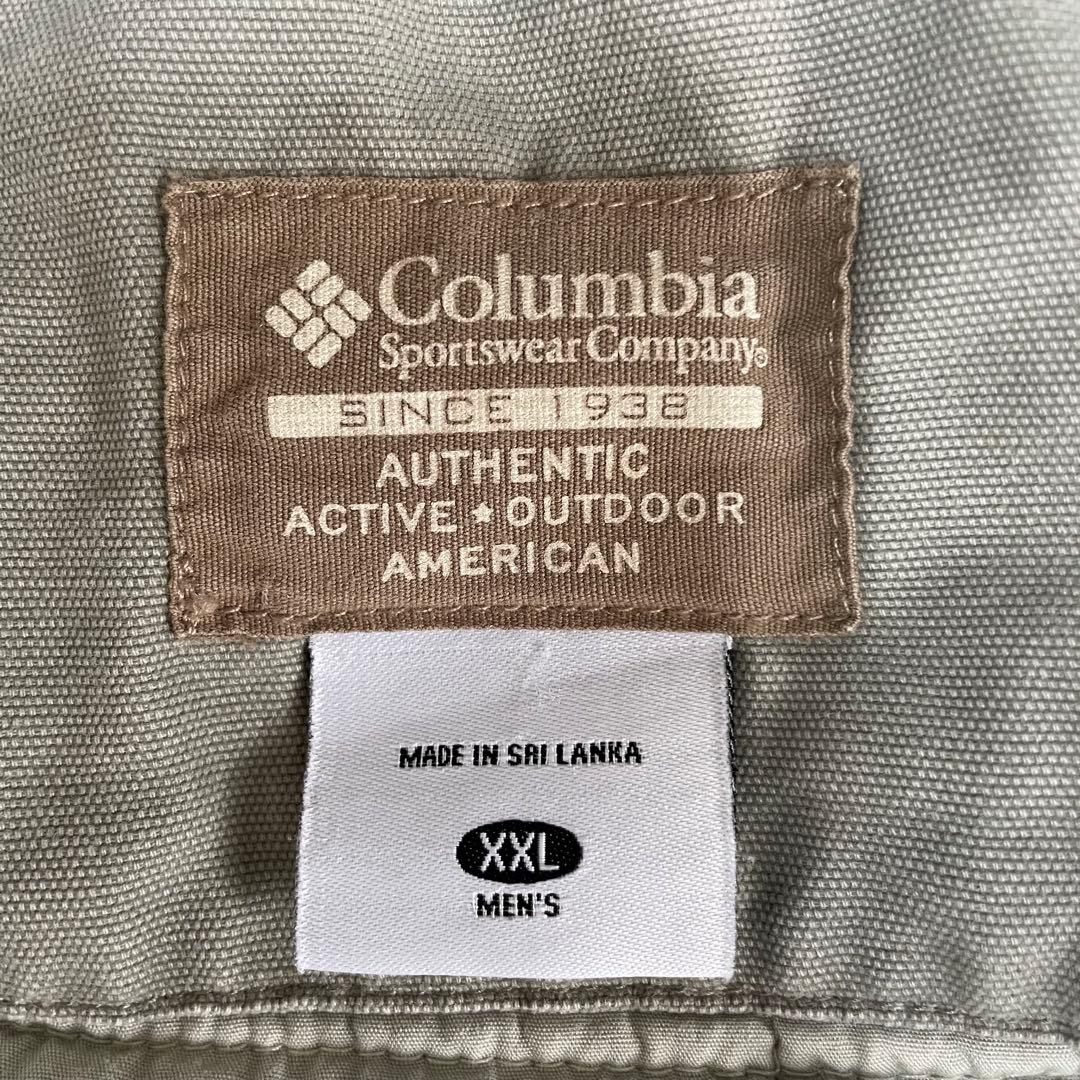 Columbia
Sportswear Company®
SINCE 1938
AUTHENTIC
ACTIVE ★ OUTDOOR
AMERICAN
MADE IN SRI LANKA
XXL
MEN'S